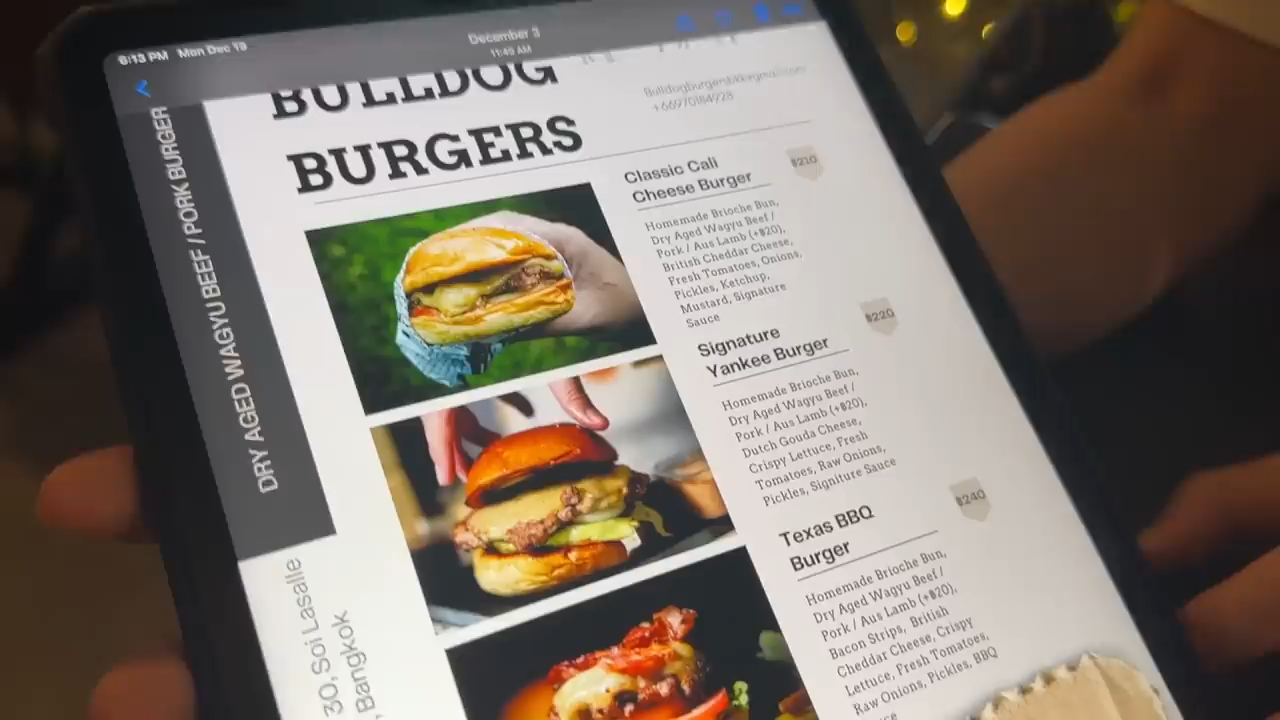 6:13 PM Mon Dec 19
December 3
11:49 AM
BULLDOG
BURGERS
+66970184928
DRY AGED WAGYU BEEF / PORK BURGER
30, Soi Lasalle
, Bangkok
Classic Cali
Cheese Burger
฿210
Homemade Brioche Bun,
Dry Aged Wagyu Beef /
Pork / Aus Lamb (+฿20),
British Cheddar Cheese,
Fresh Tomatoes, Onions,
Pickles, Ketchup,
Mustard, Signature
Sauce
Signature
Yankee Burger
฿220
Homemade Brioche Bun,
Dry Aged Wagyu Beef /
Pork / Aus Lamb (+฿20),
Dutch Gouda Cheese,
Crispy Lettuce, Fresh
Tomatoes, Raw Onions,
Pickles, Signiture Sauce
Texas BBQ
Burger
฿240
Homemade Brioche Bun,
Dry Aged Wagyu Beef /
Pork / Aus Lamb (+฿20),
Bacon Strips, British
Cheddar Cheese, Crispy
Lettuce, Fresh Tomatoes,
Raw Onions, Pickles, BBQ